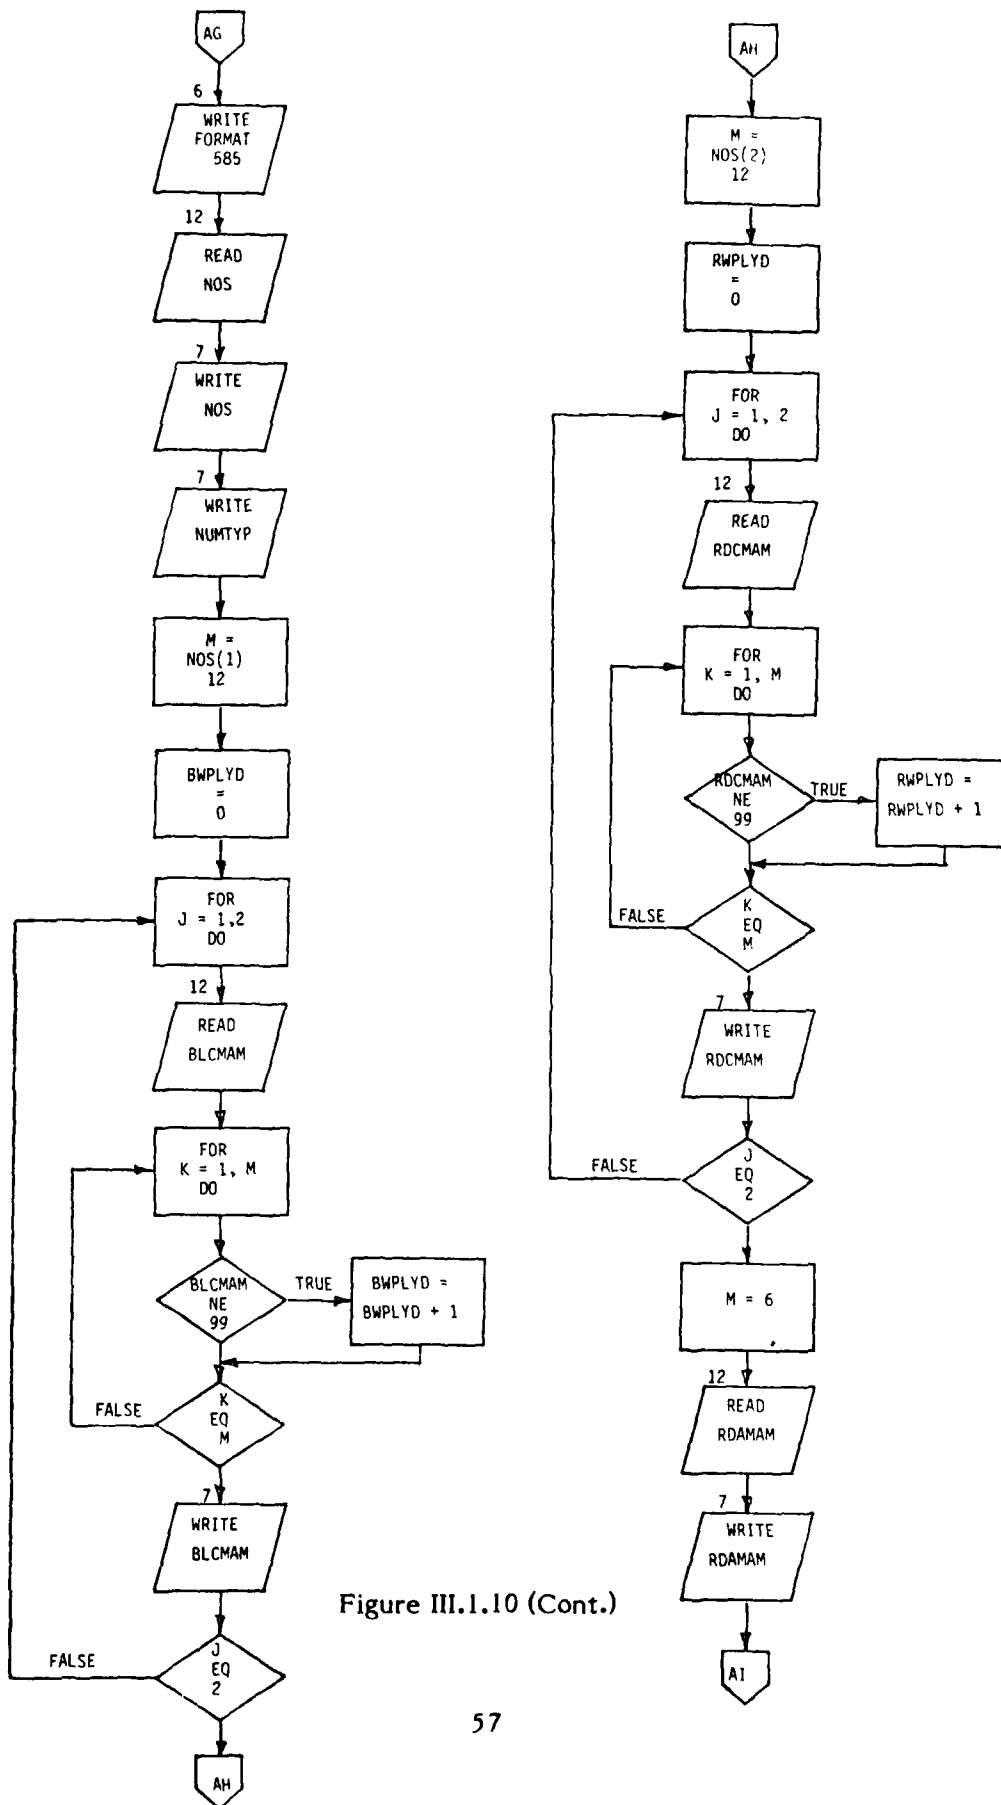 AG
6
WRITE
FORMAT
585
12
READ
NOS
7
WRITE
NOS
7
WRITE
NUMTYP
M =
NOS(1)
12
BWPLYD
=
0
FOR
J = 1,2
DO
12
READ
BLCMAM
FOR
K = 1, M
DO
BLCMAM
NE
99
TRUE
BWPLYD =
BWPLYD + 1
K
EQ
M
FALSE
7
WRITE
BLCMAM
J
EQ
2
FALSE
AH
AH
M =
NOS(2)
12
RWPLYD
=
0
FOR
J = 1, 2
DO
12
READ
RDCMAM
FOR
K = 1, M
DO
RDCMAM
NE
99
TRUE
RWPLYD =
RWPLYD + 1
K
EQ
M
FALSE
7
WRITE
RDCMAM
J
EQ
2
FALSE
M = 6
12
READ
RDAMAM
7
WRITE
RDAMAM
AI
Figure III.1.10 (Cont.)
57